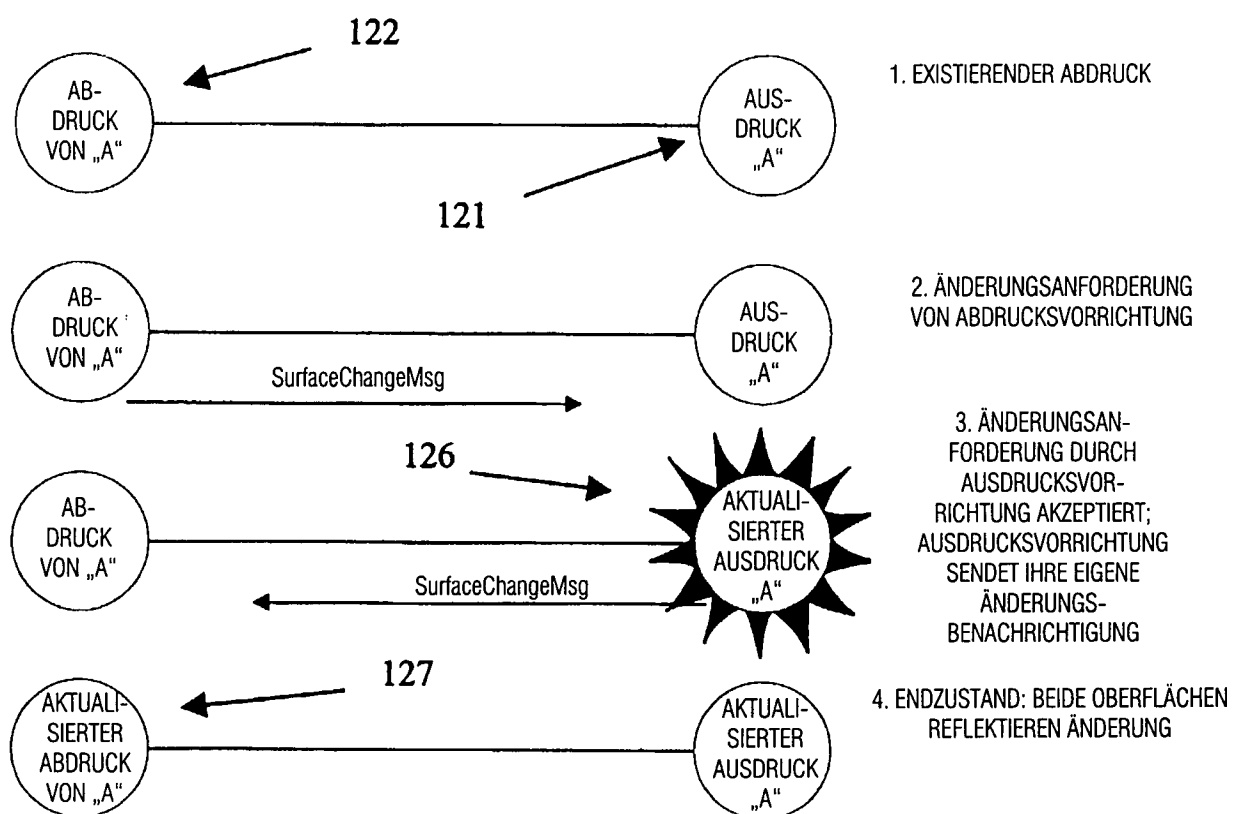 122
AB-
DRUCK
VON „A“
AUS-
DRUCK
„A“
1. EXISTIERENDER ABDRUCK
121
AB-
DRUCK
VON „A“
AUS-
DRUCK
„A“
2. ÄNDERUNGSANFORDERUNG
VON ABDRUCKSVORRICHTUNG
SurfaceChangeMsg
126
AB-
DRUCK
VON „A“
AKTUALI-
SIERTER
AUSDRUCK
„A“
3. ÄNDERUNGSAN-
FORDERUNG DURCH
AUSDRUCKSVOR-
RICHTUNG AKZEPTIERT;
AUSDRUCKSVORRICHTUNG
SENDET IHRE EIGENE
ÄNDERUNGS-
BENACHRICHTIGUNG
SurfaceChangeMsg
127
AKTUALI-
SIERTER
ABDRUCK
VON „A“
AKTUALI-
SIERTER
AUSDRUCK
„A“
4. ENDZUSTAND: BEIDE OBERFLÄCHEN
REFLEKTIEREN ÄNDERUNG